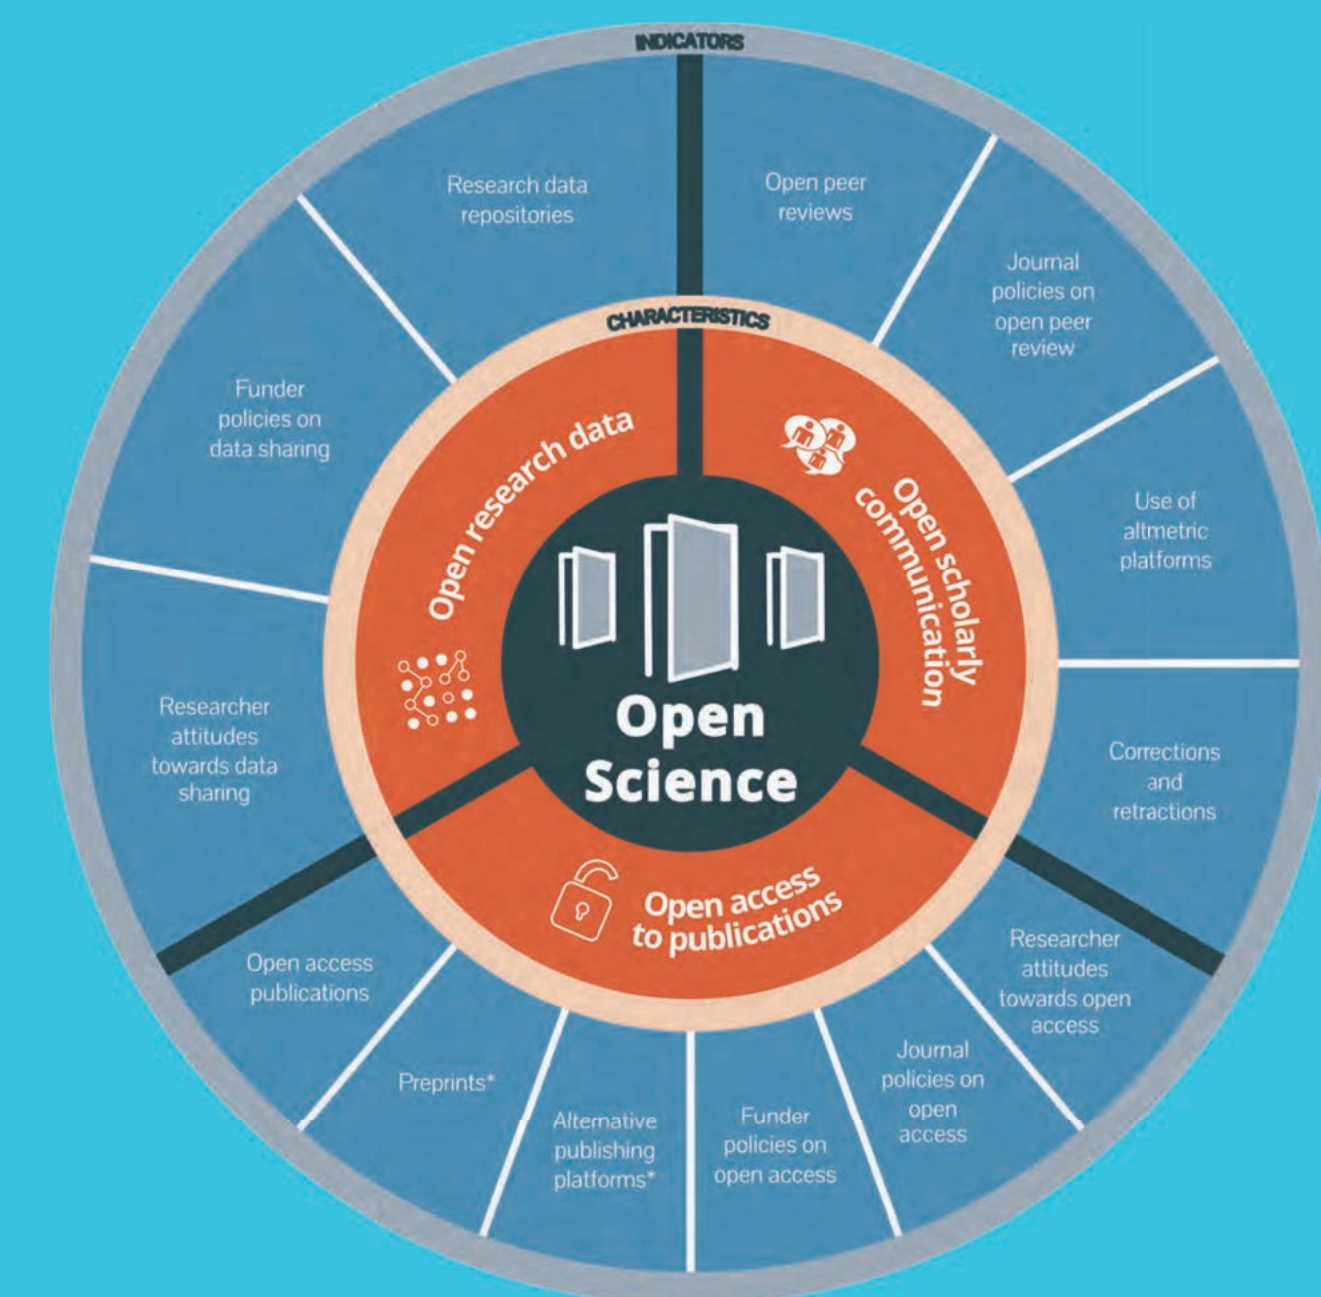 INDICATORS
Research data
repositories
Open peer
reviews
Journal
policies on
open peer
review
Use of
altmetric
platforms
Corrections
and
retractions
Researcher
attitudes
towards open
access
Journal
policies on
open
access
Funder
policies on
open access
Alternative
publishing
platforms*
Preprints*
Open access
publications
Researcher
attitudes
towards data
sharing
Funder
policies on
data sharing
CHARACTERISTICS
Open research data
Open scholarly
communication
Open access
to publications
Open
Science